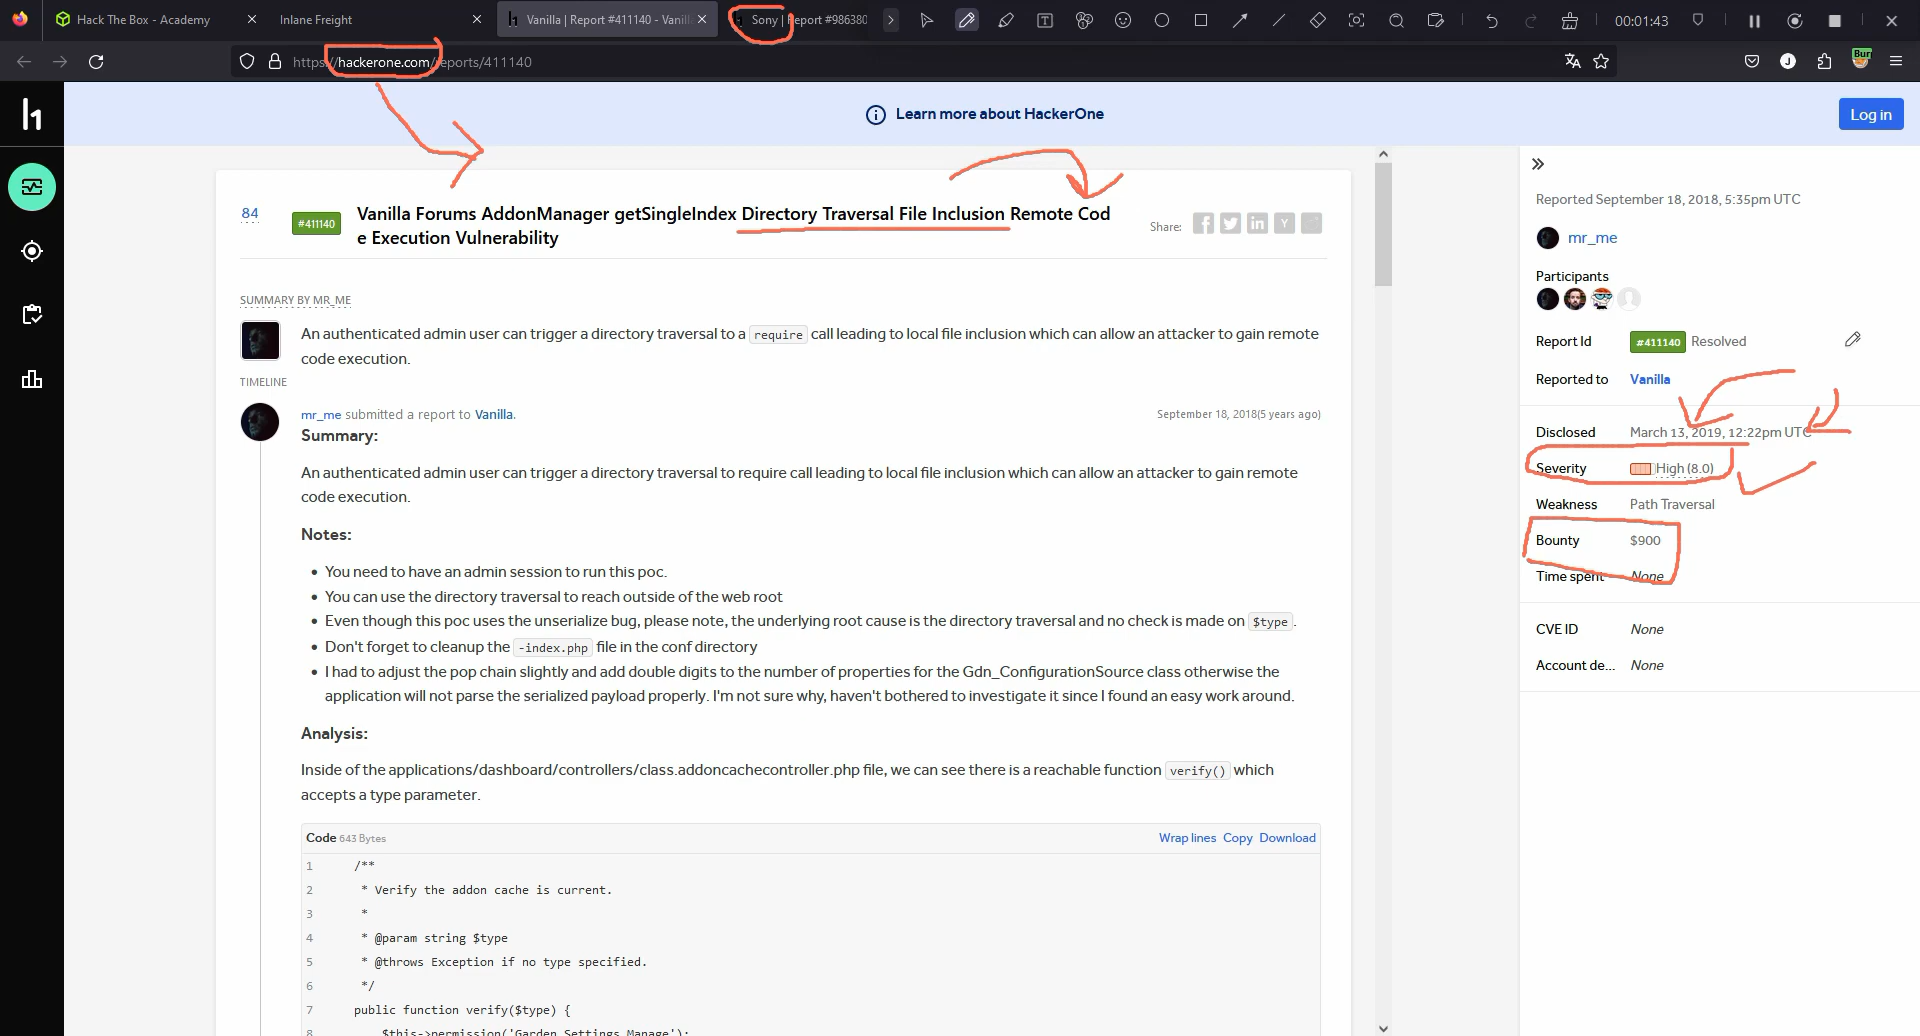 Hack The Box - Academy
Inlane Freight
Vanilla | Report #411140 - Vanill
Sony | Report #986380
00:01:43
https://hackerone.com/reports/411140
J
Burp
h1
Learn more about HackerOne
Log in
84
#411140
Vanilla Forums AddonManager getSingleIndex Directory Traversal File Inclusion Remote Cod
e Execution Vulnerability
Share:
SUMMARY BY MR_ME
An authenticated admin user can trigger a directory traversal to a require call leading to local file inclusion which can allow an attacker to gain remote
code execution.
TIMELINE
mr_me submitted a report to Vanilla.
September 18, 2018(5 years ago)
Summary:
An authenticated admin user can trigger a directory traversal to require call leading to local file inclusion which can allow an attacker to gain remote
code execution.
Notes:
• You need to have an admin session to run this poc.
• You can use the directory traversal to reach outside of the web root
• Even though this poc uses the unserialize bug, please note, the underlying root cause is the directory traversal and no check is made on $type.
• Don't forget to cleanup the -index.php file in the conf directory
• I had to adjust the pop chain slightly and add double digits to the number of properties for the Gdn_ConfigurationSource class otherwise the
application will not parse the serialized payload properly. I'm not sure why, haven't bothered to investigate it since I found an easy work around.
Analysis:
Inside of the applications/dashboard/controllers/class.addoncachecontroller.php file, we can see there is a reachable function verify() which
accepts a type parameter.
Code 643 Bytes
Wrap lines Copy Download
1 /**
2 * Verify the addon cache is current.
3 *
4 * @param string $type
5 * @throws Exception if no type specified.
6 */
7 public function verify($type) {
8 $this->permission('Garden.Settings.Manage');
Reported September 18, 2018, 5:35pm UTC
mr_me
Participants
Report Id #411140 Resolved
Reported to Vanilla
Disclosed March 13, 2019, 12:22pm UTC
Severity High (8.0)
Weakness Path Traversal
Bounty $900
Time spent None
CVE ID None
Account de... None